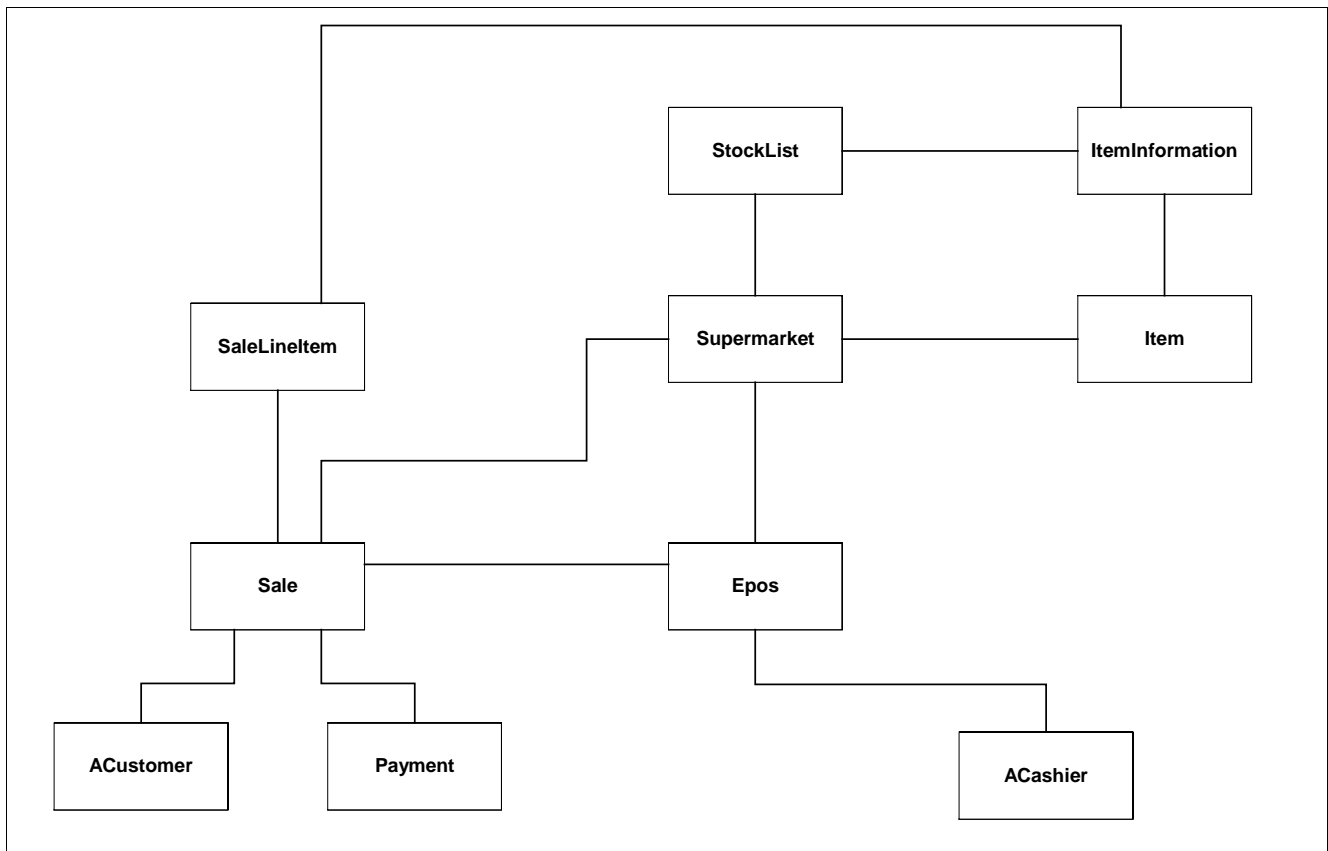 StockList
ItemInformation
SaleLineItem
Supermarket
Item
Sale
Epos
ACustomer
Payment
ACashier